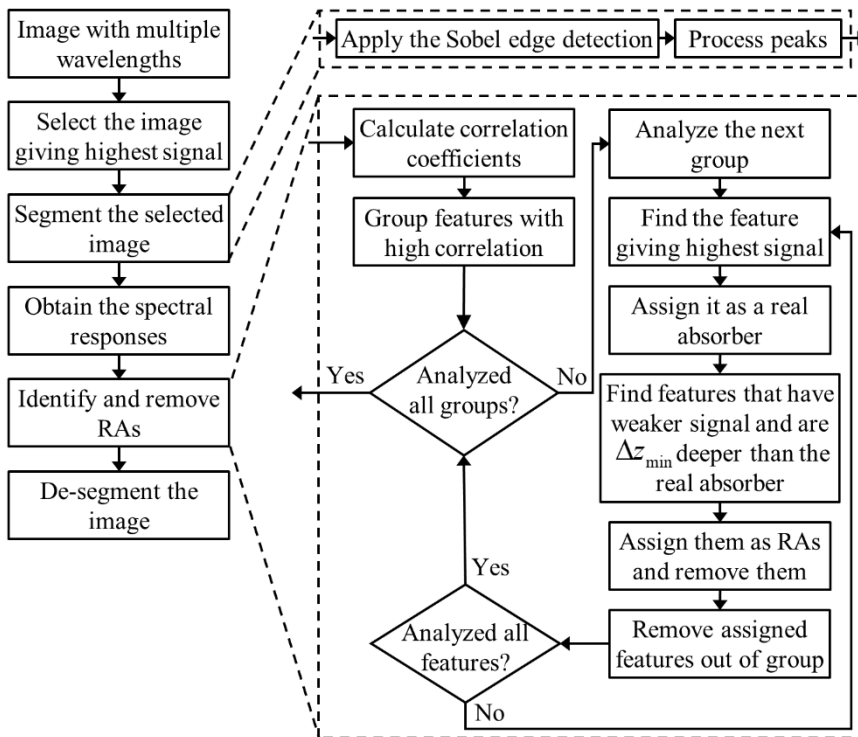 Image with multiple
wavelengths
Select the image
giving highest signal
Segment the selected
image
Obtain the spectral
responses
Identify and remove
RAs
De-segment the
image
Apply the Sobel edge detection
Process peaks
Calculate correlation
coefficients
Group features with
high correlation
Analyzed
all groups?
Yes
No
Analyze the next
group
Find the feature
giving highest signal
Assign it as a real
absorber
Find features that have
weaker signal and are
Δz_min deeper than the
real absorber
Assign them as RAs
and remove them
Remove assigned
features out of group
Analyzed all
features?
Yes
No